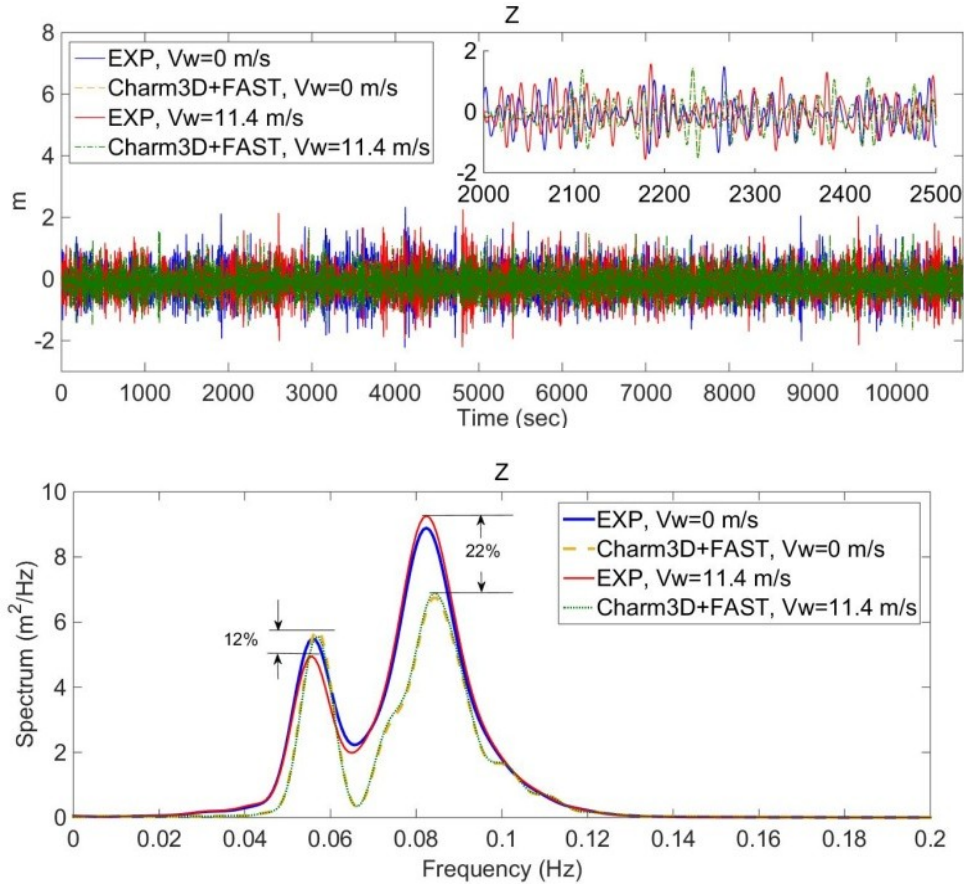 Z
8
6
4
2
0
-2
m
EXP, Vw=0 m/s
Charm3D+FAST, Vw=0 m/s
EXP, Vw=11.4 m/s
Charm3D+FAST, Vw=11.4 m/s
2
0
-2
2000 2100 2200 2300 2400 2500
0 1000 2000 3000 4000 5000 6000 7000 8000 9000 10000
Time (sec)
Z
10
8
6
4
2
0
Spectrum (m²/Hz)
EXP, Vw=0 m/s
Charm3D+FAST, Vw=0 m/s
EXP, Vw=11.4 m/s
Charm3D+FAST, Vw=11.4 m/s
22%
12%
0 0.02 0.04 0.06 0.08 0.1 0.12 0.14 0.16 0.18 0.2
Frequency (Hz)